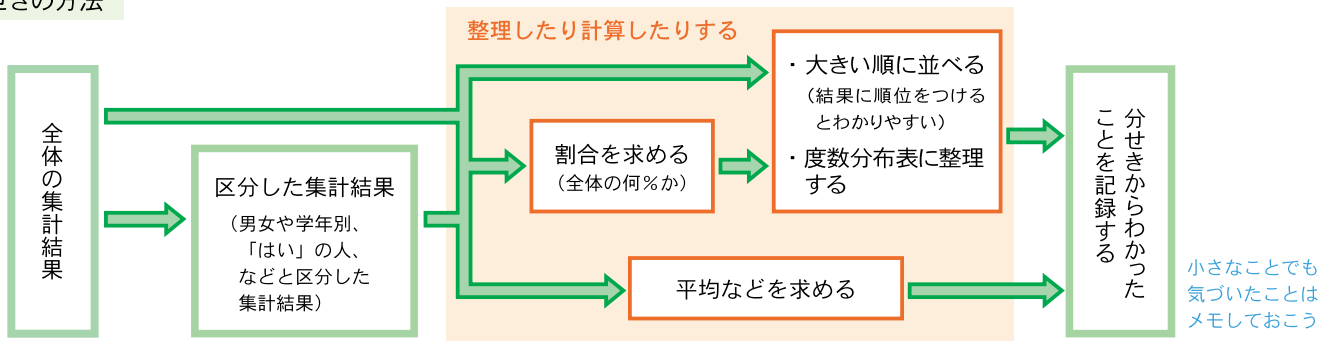 きの方法
全体の集計結果
区分した集計結果
（男女や学年別、
「はい」の人、
などと区分した
集計結果）
整理したり計算したりする
割合を求める
（全体の何％か）
・大きい順に並べる
（結果に順位をつける
とわかりやすい）
・度数分布表に整理
する
平均などを求める
分せきからわかった
ことを記録する
小さなことでも
気づいたことは
メモしておこう